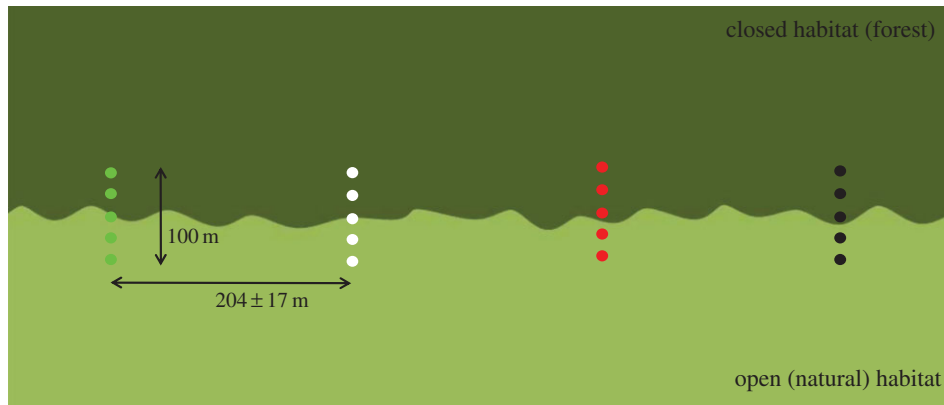 closed habitat (forest)
100 m
204 ± 17 m
open (natural) habitat